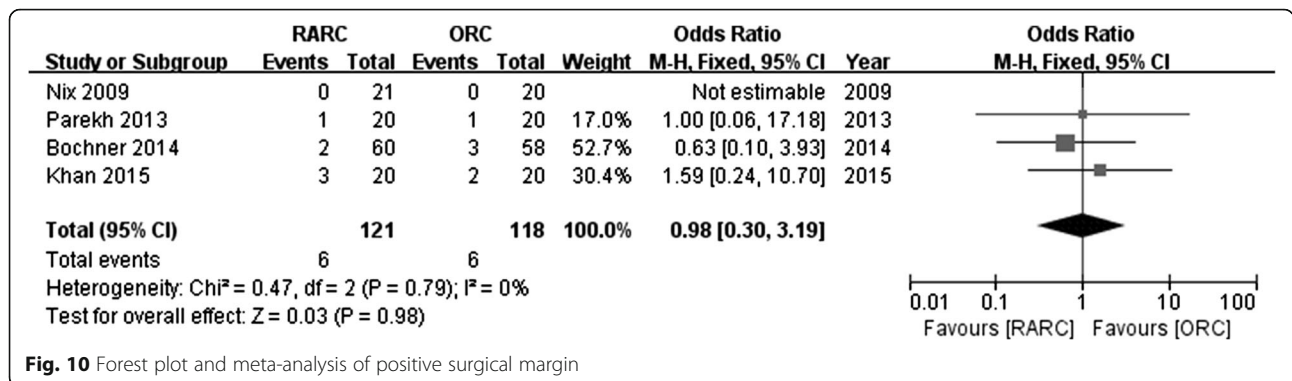 RARC ORC Odds Ratio Odds Ratio
Study or Subgroup Events Total Events Total Weight M-H, Fixed, 95% CI Year M-H, Fixed, 95% CI
Nix 2009 0 21 0 20 Not estimable 2009
Parekh 2013 1 20 1 20 17.0% 1.00 [0.06, 17.18] 2013
Bochner 2014 2 60 3 58 52.7% 0.63 [0.10, 3.93] 2014
Khan 2015 3 20 2 20 30.4% 1.59 [0.24, 10.70] 2015
Total (95% CI) 121 118 100.0% 0.98 [0.30, 3.19]
Total events 6 6
Heterogeneity: Chi² = 0.47, df = 2 (P = 0.79); I² = 0%
Test for overall effect: Z = 0.03 (P = 0.98)
0.01 0.1 1 10 100
Favours [RARC] Favours [ORC]
Fig. 10 Forest plot and meta-analysis of positive surgical margin